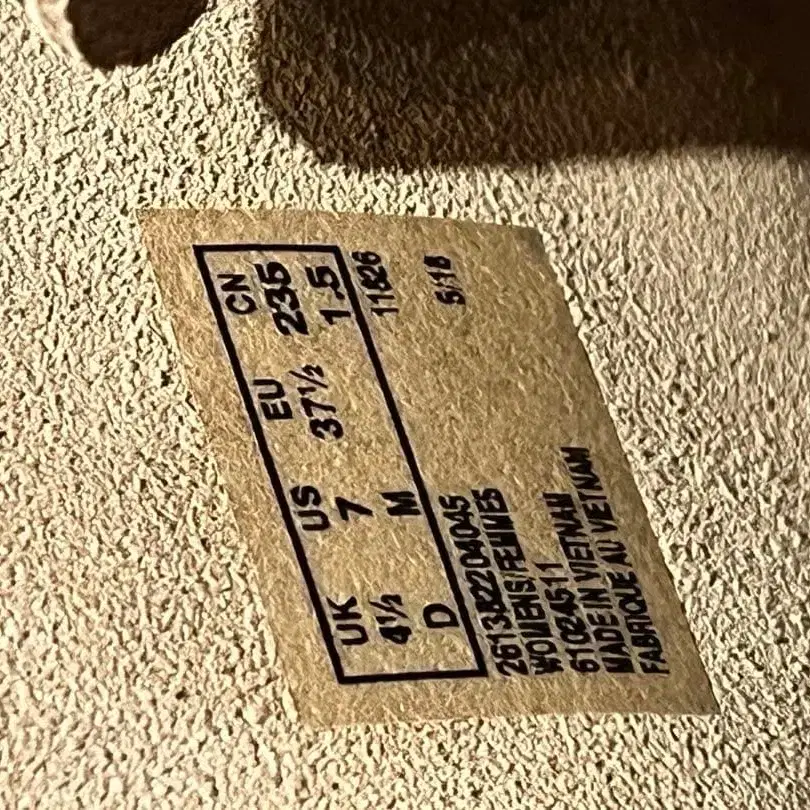 UK US EU CN
4½ 7 37½ 235
D M 1.5
261382204045 11826
WOMENS/FEMMES
61024511 5/18
MADE IN VIETNAM
FABRIQUE AU VIETNAM